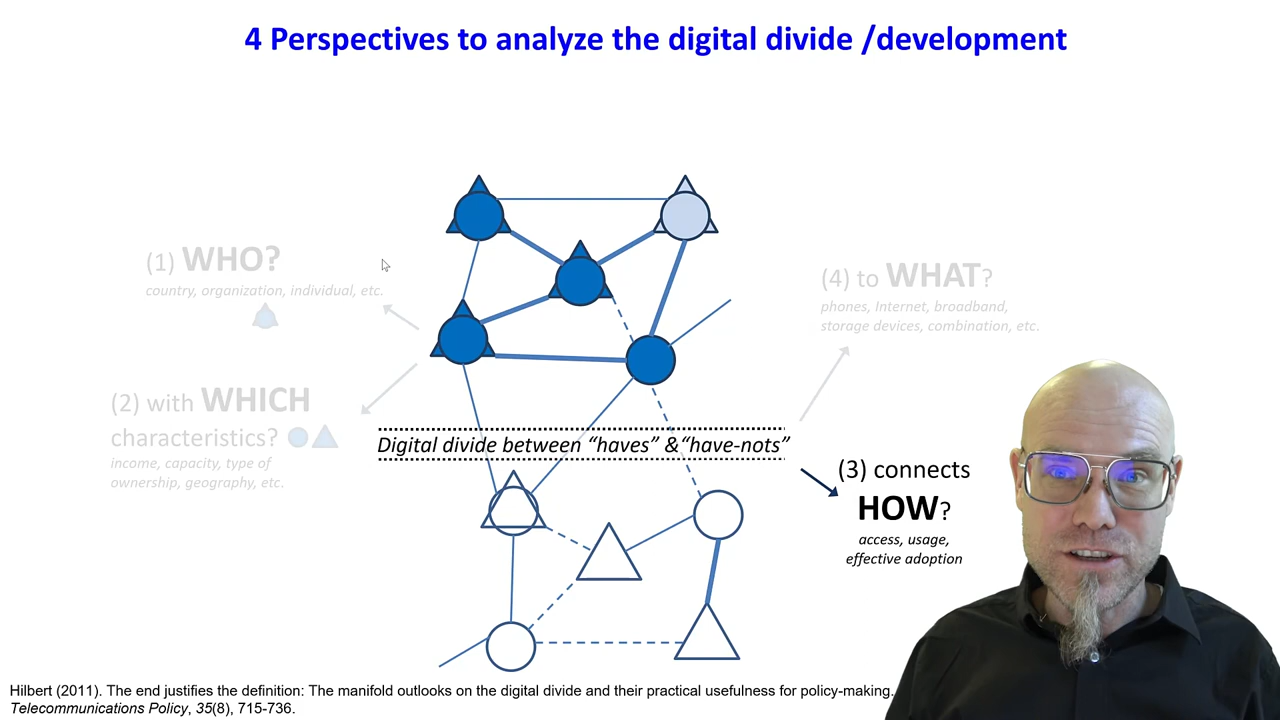 4 Perspectives to analyze the digital divide /development
(1) WHO?
country, organization, individual, etc.
(2) with WHICH
characteristics?
income, capacity, type of
ownership, geography, etc.
Digital divide between “haves” &“have-nots”
(4) to WHAT?
phones, Internet, broadband,
storage devices, combination, etc.
(3) connects
HOW?
access, usage,
effective adoption
Hilbert (2011). The end justifies the definition: The manifold outlooks on the digital divide and their practical usefulness for policy-making.
Telecommunications Policy, 35(8), 715-736.